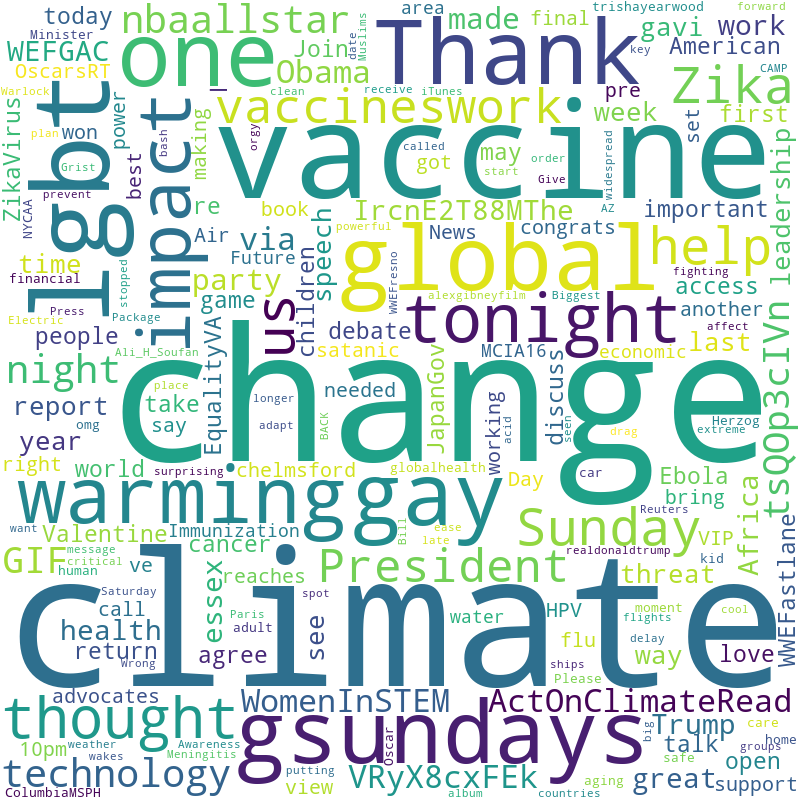 today
Minister
WEFGAC
OscarsRT
Warlock
ZikaVirus
won
power
plan
Grist
NYCAA
prevent
best
bash
making
nbaallstar
one
Join
Obama
date
Muslims
Thank
area
trishayearwood
final
made
gavi
work
American
forward
key
CAMP
Zika
clean
receive
iTunes
vaccineswork
pre
week
set
first
lgbt
impact
vaccine
orgy
got
called
start
may
order
Give
widespread
AZ
re
book
Air
via
Future
speech
children
IrcnE2T88MThe
powerful
News
congrats
important
leadership
time
financial
Press
stopped
Package
Electric
people
party
game
us
global
help
WWEFresno
alexgibneyfilm
Biggest
fighting
access
another
affect
tonight
debate
satanic
JapanGov
MCIA16
economic
last
Ali_H_Soufan
omg
night
place
take
say
EqualityVA
needed
longer
adapt
BACK
change
discuss
working
acid
seen
drag
Herzog
extreme
tsQOp3cIVn
report
year
right
world
surprising
chelmsford
globalhealth
car
Ebola
bring
Africa
warminggay
want
Valentine
Immunization
Day
Sunday
Reuters
VIP
message
critical
GIF
human
ve
cancer
reaches
essex
Bill
ease
late
President
realdonaldtrump
kid
threat
WWEFastlane
Saturday
call
health
return
Wrong
Paris
adult
spot
agree
see
water
HPV
flu
delay
flights
moment
cool
way
love
Please
ships
climate
advocates
WomenInSTEM
ActOnClimateRead
thought
gsundays
Oscar
big
Trump
talk
care
home
safe
groups
10pm
weather
wakes
Awareness
Meningitis
technology
putting
view
album
VRyX8cxFEk
aging
countries
great
open
support
ColumbiaMSPH